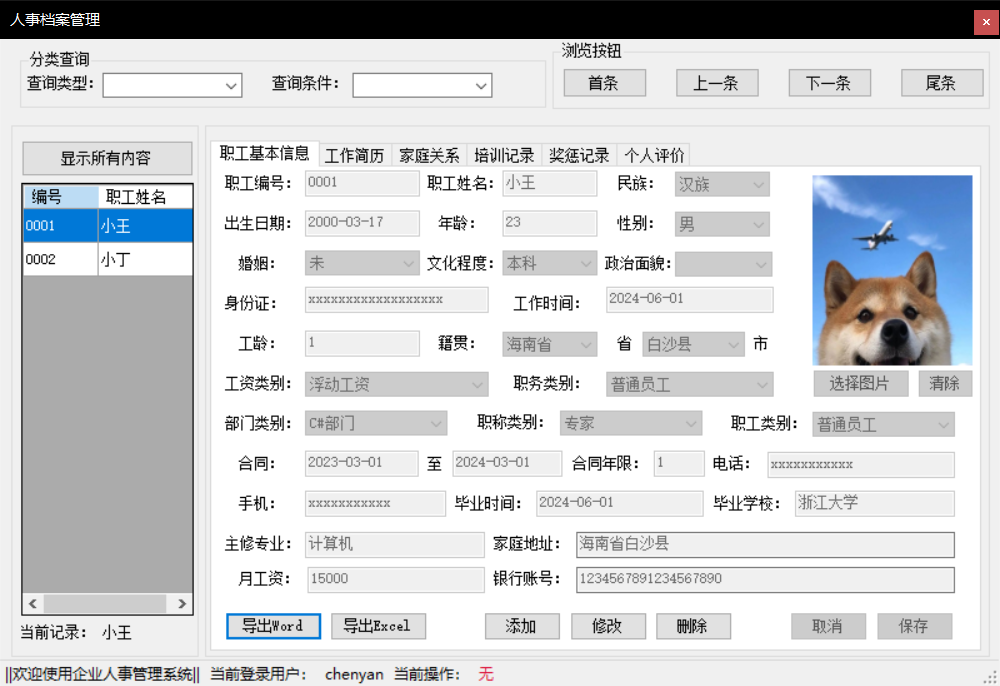 人事档案管理
分类查询
查询类型： 查询条件：
浏览按钮
首条 上一条 下一条 尾条
显示所有内容
编号 职工姓名
0001 小王
0002 小丁
当前记录： 小王
职工基本信息 工作简历 家庭关系 培训记录 奖惩记录 个人评价
职工编号： 0001 职工姓名： 小王 民族： 汉族
出生日期： 2000-03-17 年龄： 23 性别： 男
婚姻： 未 文化程度： 本科 政治面貌：
身份证： xxxxxxxxxxxxxxxxxx 工作时间： 2024-06-01
工龄： 1 籍贯： 海南省 省 白沙县 市
选择图片 清除
工资类别： 浮动工资 职务类别： 普通员工
部门类别： C#部门 职称类别： 专家 职工类别： 普通员工
合同： 2023-03-01 至 2024-03-01 合同年限： 1 电话： xxxxxxxxxxx
手机： xxxxxxxxxxx 毕业时间： 2024-06-01 毕业学校： 浙江大学
主修专业： 计算机 家庭地址： 海南省白沙县
月工资： 15000 银行账号： 1234567891234567890
导出Word 导出Excel 添加 修改 删除 取消 保存
||欢迎使用企业人事管理系统|| 当前登录用户： chenyan 当前操作： 无